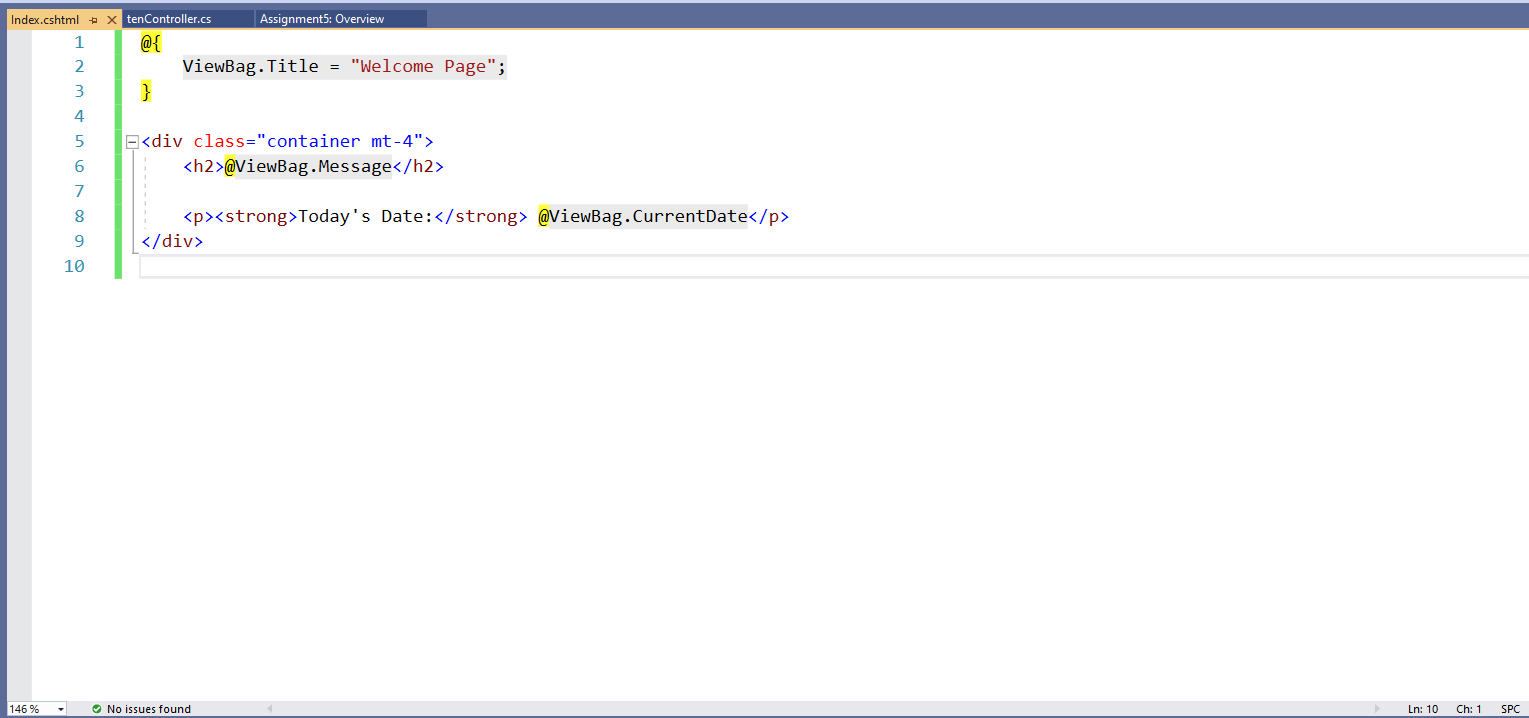 Index.cshtml tenController.cs Assignment5: Overview
1 @{
2 ViewBag.Title = "Welcome Page";
3 }
4
5 <div class="container mt-4">
6 <h2>@ViewBag.Message</h2>
7
8 <p><strong>Today's Date:</strong> @ViewBag.CurrentDate</p>
9 </div>
10
146 % No issues found Ln: 10 Ch: 1 SPC